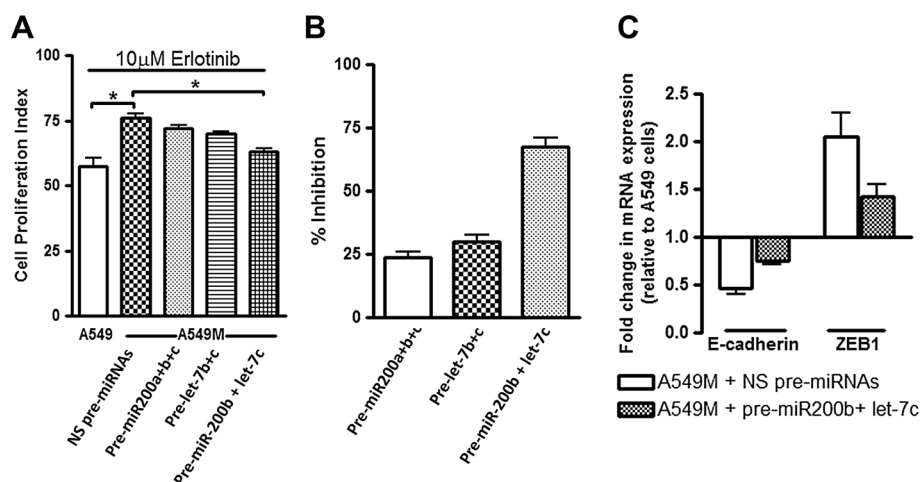 A
10µM Erlotinib
*
*
Cell Proliferation Index
100
75
50
25
0
A549
A549M
NS pre-miRNAs
Pre-miR200a+b+c
Pre-let-7b+c
Pre-miR-200b + let-7c
B
% Inhibition
100
75
50
25
0
Pre-miR200a+b+c
Pre-let-7b+c
Pre-miR-200b + let-7c
C
Fold change in mRNA expression
(relative to A549 cells)
2.5
2.0
1.5
1.0
0.5
0.0
E-cadherin
ZEB1
A549M + NS pre-miRNAs
A549M + pre-miR200b+ let-7c